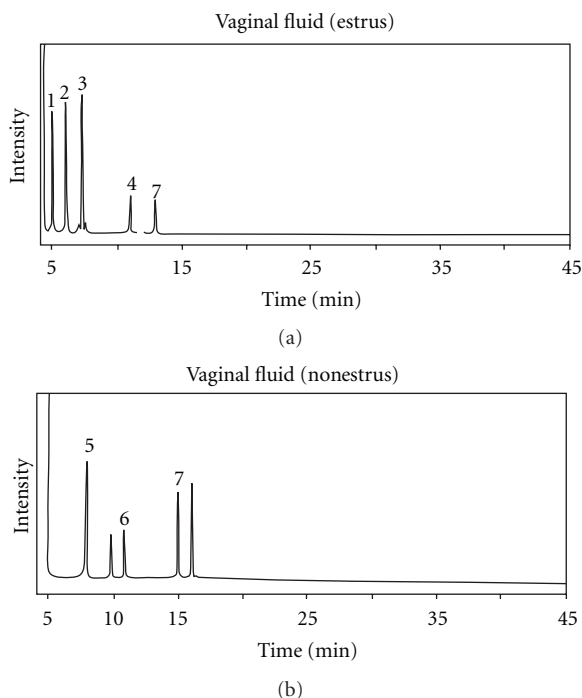 Vaginal fluid (estrus)
Intensity
1 2 3
4 7
5 15 25 35 45
Time (min)
(a)
Vaginal fluid (nonestrus)
Intensity
5
6
7
5 10 15 25 35 45
Time (min)
(b)